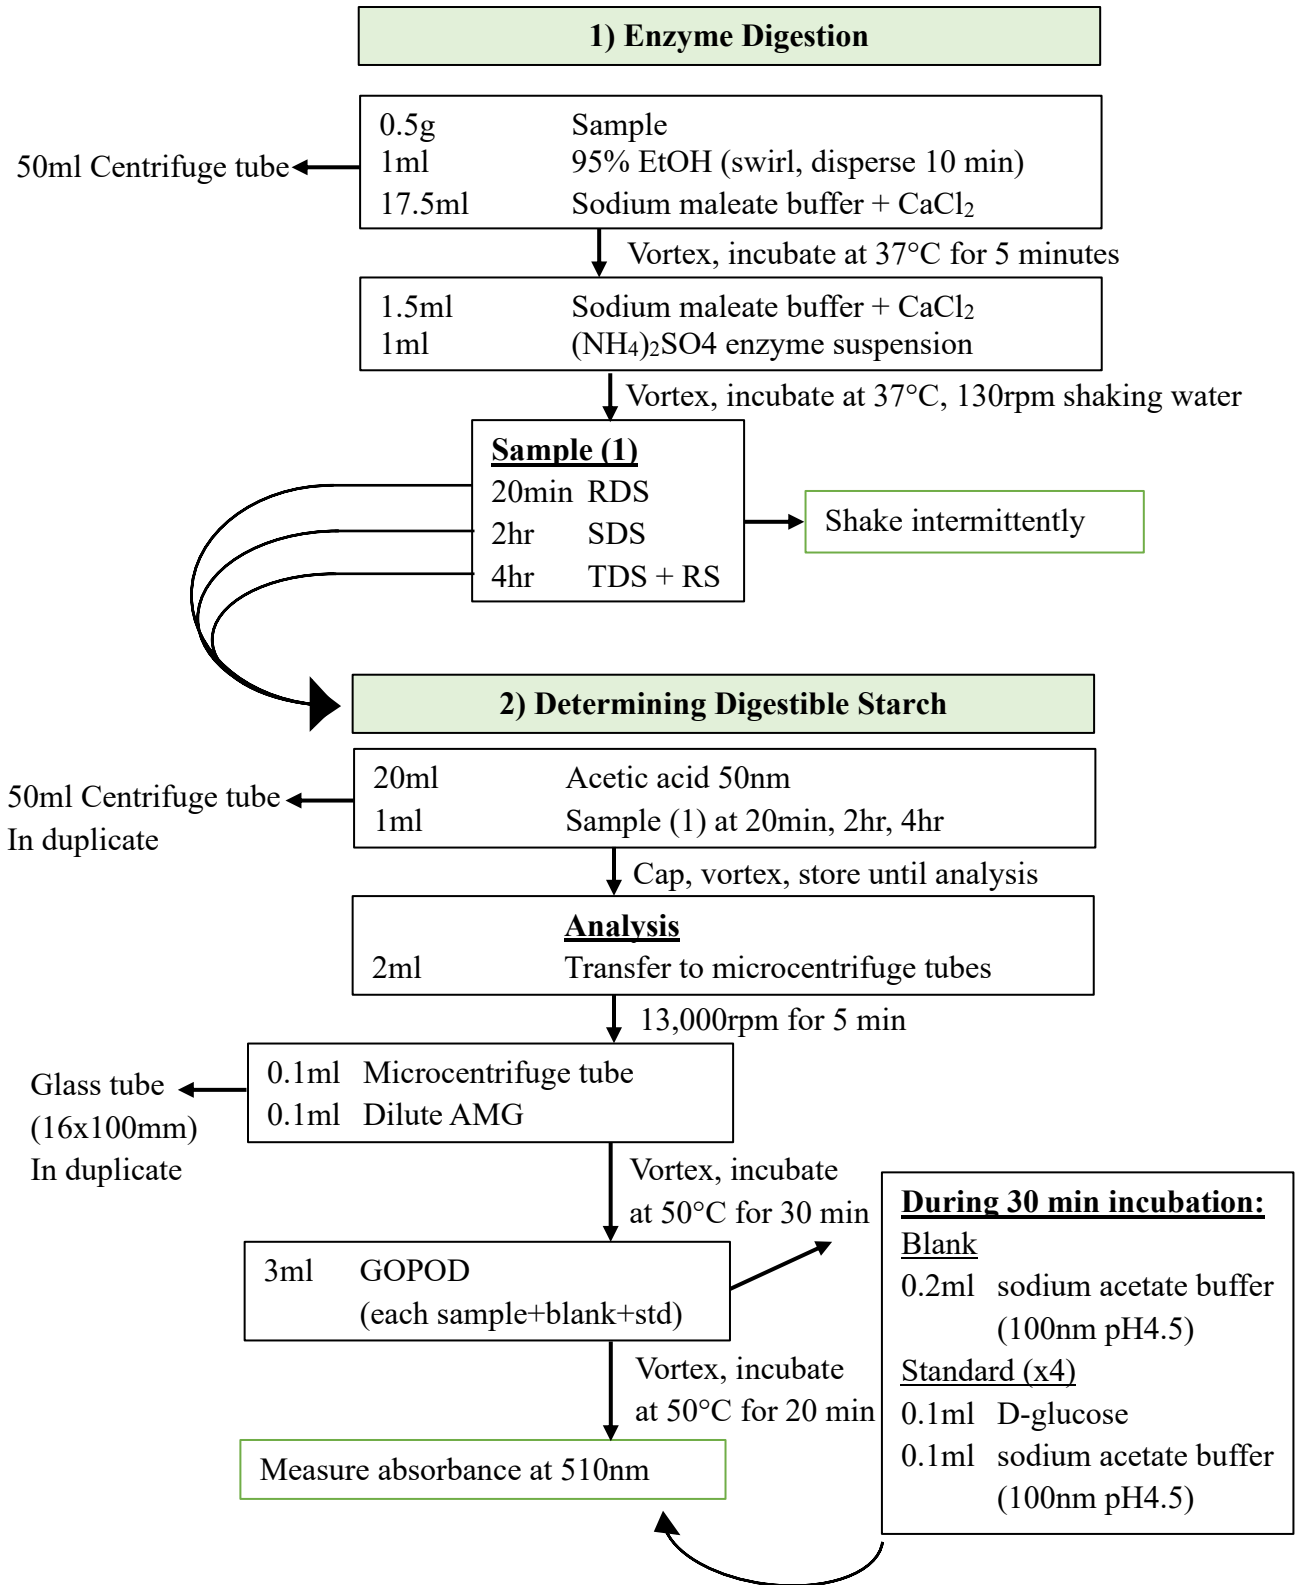 1) Enzyme Digestion
0.5g Sample
50ml Centrifuge tube
1ml 95% EtOH (swirl, disperse 10 min)
17.5ml Sodium maleate buffer + CaCl₂
Vortex, incubate at 37°C for 5 minutes
1.5ml Sodium maleate buffer + CaCl₂
1ml (NH₄)₂SO4 enzyme suspension
Vortex, incubate at 37°C, 130rpm shaking water
Sample (1)
20min RDS
2hr SDS
4hr TDS + RS
Shake intermittently
2) Determining Digestible Starch
50ml Centrifuge tube
In duplicate
20ml Acetic acid 50nm
1ml Sample (1) at 20min, 2hr, 4hr
Cap, vortex, store until analysis
Analysis
2ml Transfer to microcentrifuge tubes
13,000rpm for 5 min
Glass tube
(16x100mm)
In duplicate
0.1ml Microcentrifuge tube
0.1ml Dilute AMG
Vortex, incubate
at 50°C for 30 min
3ml GOPOD
(each sample+blank+std)
Vortex, incubate
at 50°C for 20 min
During 30 min incubation:
Blank
0.2ml sodium acetate buffer
(100nm pH4.5)
Standard (x4)
0.1ml D-glucose
0.1ml sodium acetate buffer
(100nm pH4.5)
Measure absorbance at 510nm